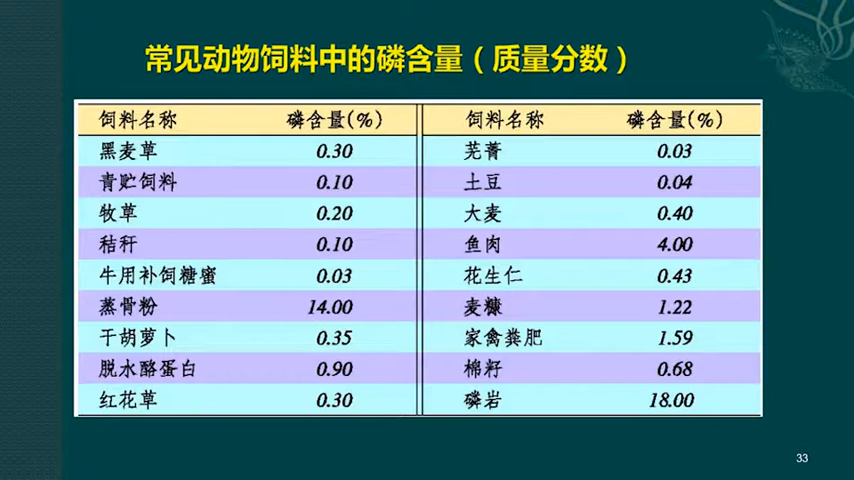 常见动物饲料中的磷含量（质量分数）
饲料名称 磷含量(%) 饲料名称 磷含量(%)
黑麦草 0.30 芜菁 0.03
青贮饲料 0.10 土豆 0.04
牧草 0.20 大麦 0.40
秸秆 0.10 鱼肉 4.00
牛用补饲糖蜜 0.03 花生仁 0.43
蒸骨粉 14.00 麦糠 1.22
干胡萝卜 0.35 家禽粪肥 1.59
脱水酪蛋白 0.90 棉籽 0.68
红花草 0.30 磷岩 18.00
33